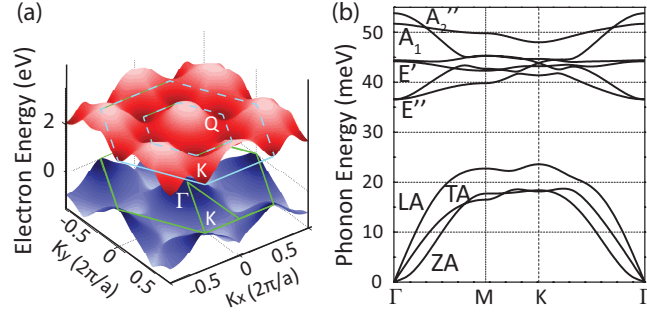 (a)
Electron Energy (eV)
2
0
Q
K
Γ
K
-0.5
0
0.5
Ky (2π/a)
-0.5
0
0.5
Kx (2π/a)
(b)
Phonon Energy (meV)
50
40
30
20
10
0
A2''
A1
E'
E''
LA
TA
ZA
Γ
M
K
Γ